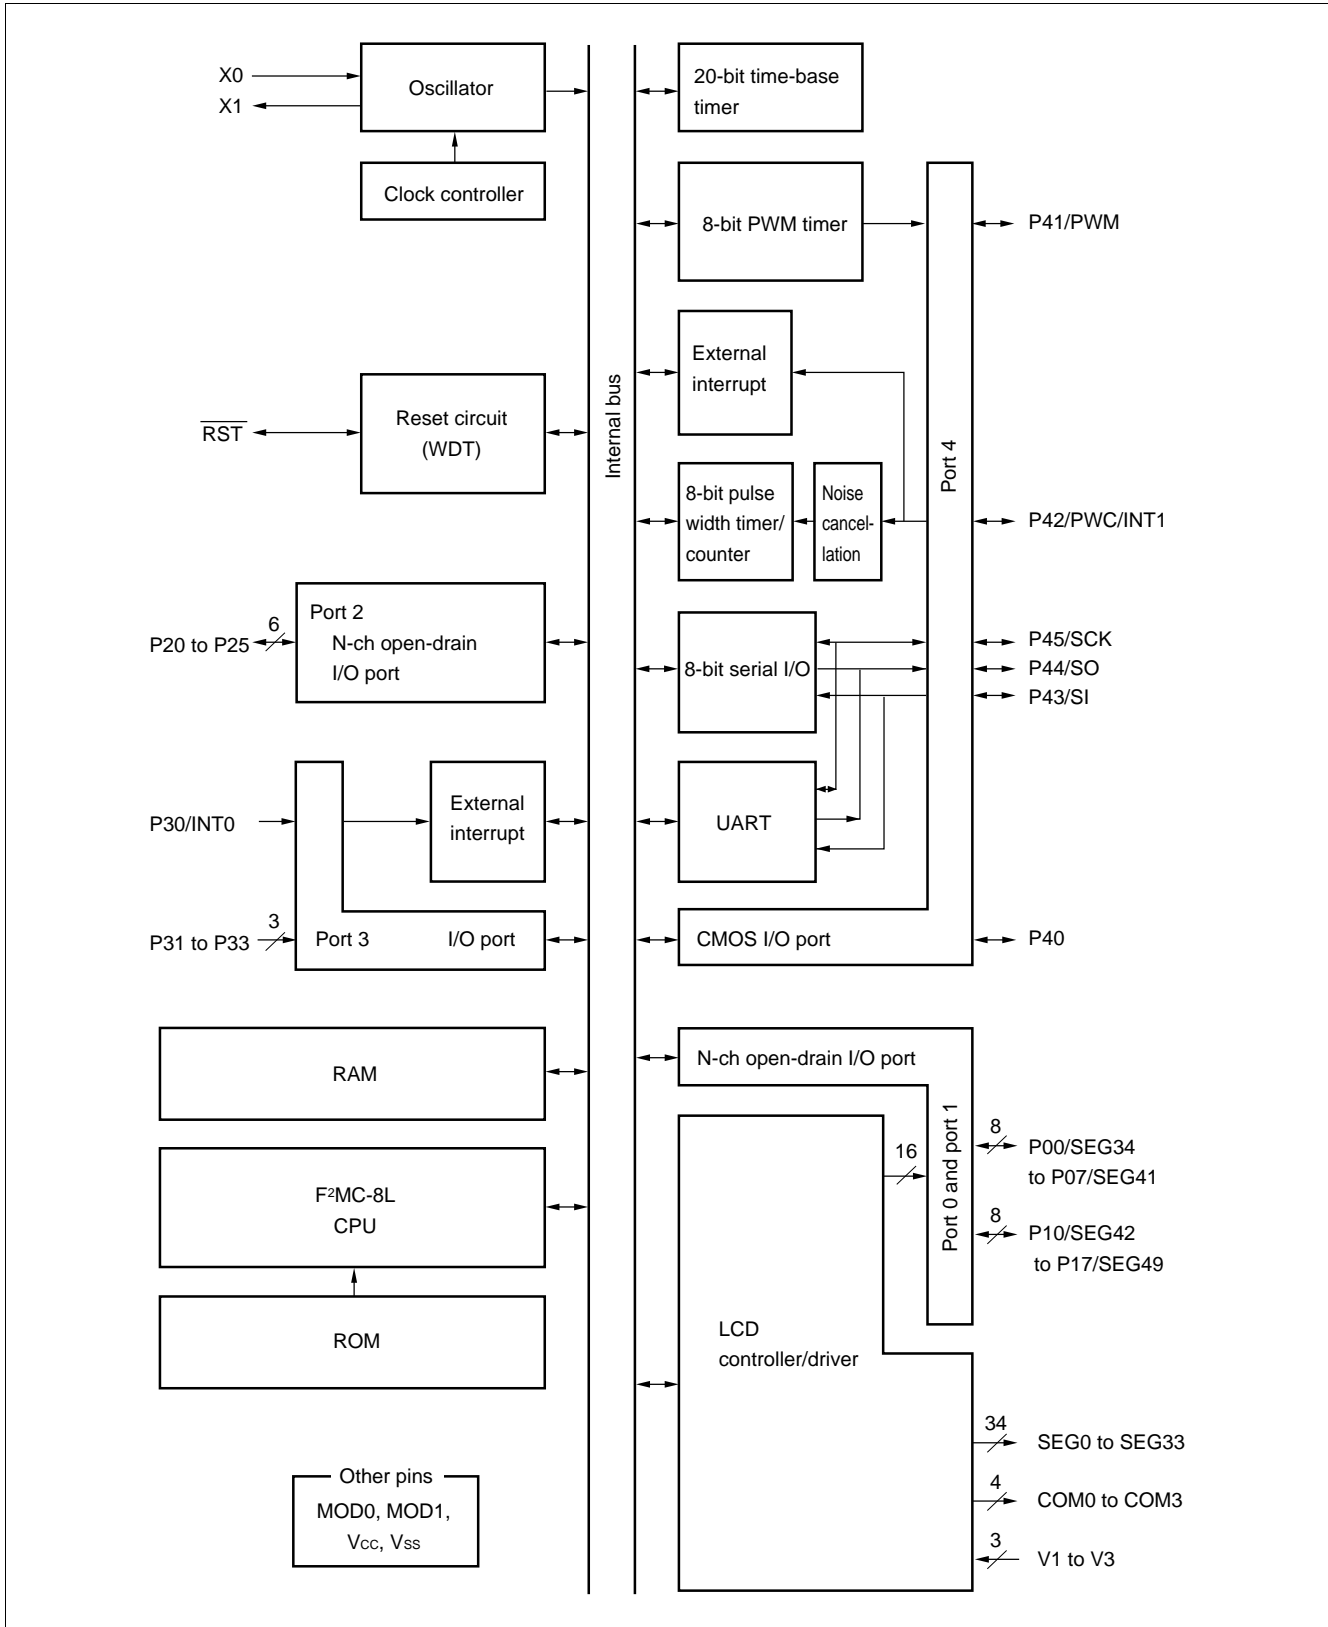 X0
X1
Oscillator
Clock controller
20-bit time-base
timer
8-bit PWM timer
P41/PWM
External
interrupt
Internal bus
Port 4
RST
Reset circuit
(WDT)
8-bit pulse
width timer/
counter
Noise
cancel-
lation
P42/PWC/INT1
P20 to P25
6
Port 2
N-ch open-drain
I/O port
8-bit serial I/O
P45/SCK
P44/SO
P43/SI
P30/INT0
External
interrupt
UART
P31 to P33
3
Port 3 I/O port
CMOS I/O port
P40
RAM
N-ch open-drain I/O port
Port 0 and port 1
16
8
P00/SEG34
to P07/SEG41
8
P10/SEG42
to P17/SEG49
F²MC-8L
CPU
ROM
LCD
controller/driver
34
SEG0 to SEG33
4
COM0 to COM3
3
V1 to V3
Other pins
MOD0, MOD1,
VCC, VSS